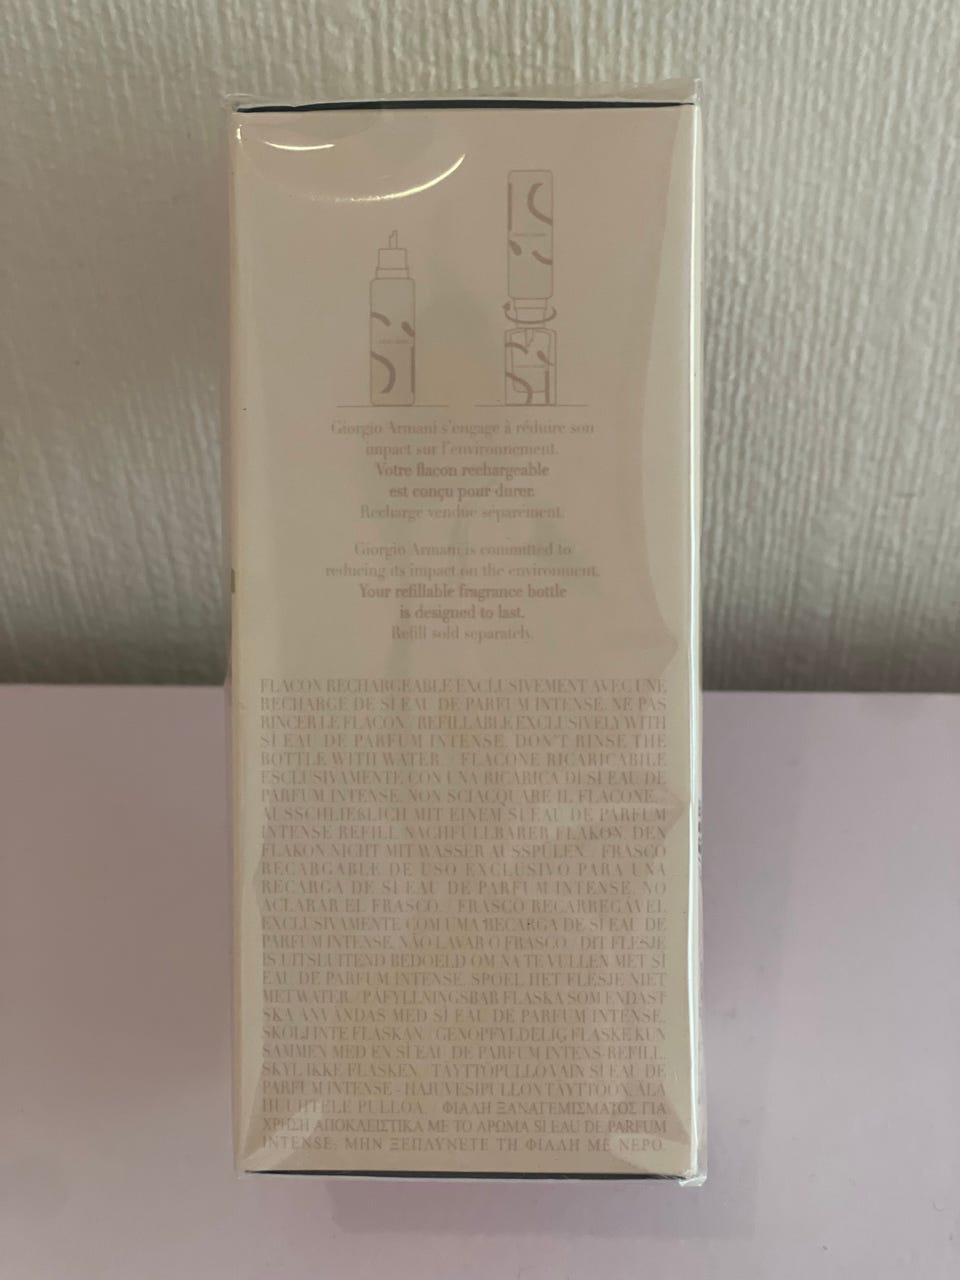 Giorgio Armani s'engage à réduire son
impact sur l'environnement.
Votre flacon rechargeable
est conçu pour durer.
Recharge vendue séparément.
Giorgio Armani is committed to
reducing its impact on the environment.
Your refillable fragrance bottle
is designed to last.
Refill sold separately.
FLACON RECHARGEABLE EXCLUSIVEMENT AVEC UNE
RECHARGE DE SÌ EAU DE PARFUM INTENSE. NE PAS
RINCER LE FLACON. / REFILLABLE EXCLUSIVELY WITH
SÌ EAU DE PARFUM INTENSE. DON'T RINSE THE
BOTTLE WITH WATER. / FLACONE RICARICABILE
ESCLUSIVAMENTE CON UNA RICARICA DI SÌ EAU DE
PARFUM INTENSE. NON SCIACQUARE IL FLACONE. /
AUSSCHLIEßLICH MIT EINEM SÌ EAU DE PARFUM
INTENSE REFILL NACHFÜLLBARER FLAKON. DEN
FLAKON NICHT MIT WASSER AUSSPÜLEN. / FRASCO
RECARGABLE DE USO EXCLUSIVO PARA UNA
RECARGA DE SÌ EAU DE PARFUM INTENSE. NO
ACLARAR EL FRASCO. / FRASCO RECARREGÁVEL
EXCLUSIVAMENTE COM UMA RECARGA DE SÌ EAU DE
PARFUM INTENSE. NÃO LAVAR O FRASCO. / DIT FLESJE
IS UITSLUITEND BEDOELD OM NA TE VULLEN MET SÌ
EAU DE PARFUM INTENSE. SPOEL HET FLESJE NIET
MET WATER. / PÅFYLLNINGSBAR FLASKA SOM ENDAST
SKA ANVÄNDAS MED SÌ EAU DE PARFUM INTENSE.
SKÖLJ INTE FLASKAN. / GENOPFYLDELIG FLASKE KUN
SAMMEN MED EN SÌ EAU DE PARFUM INTENS-REFILL.
SKYL IKKE FLASKEN. / TÄYTTÖPULLO VAIN SÌ EAU DE
PARFUM INTENSE -HAJUVESIPULLON TÄYTTÖÖN. ÄLÄ
HUUHTELE PULLOA. / ΦΙΑΛΗ ΞΑΝΑΓΕΜΙΣΜΑΤΟΣ ΓΙΑ
ΧΡΗΣΗ ΑΠΟΚΛΕΙΣΤΙΚΑ ΜΕ ΤΟ ΑΡΩΜΑ SÌ EAU DE PARFUM
INTENSE. ΜΗΝ ΞΕΠΛΥΝΕΤΕ ΤΗ ΦΙΑΛΗ ΜΕ ΝΕΡΟ.